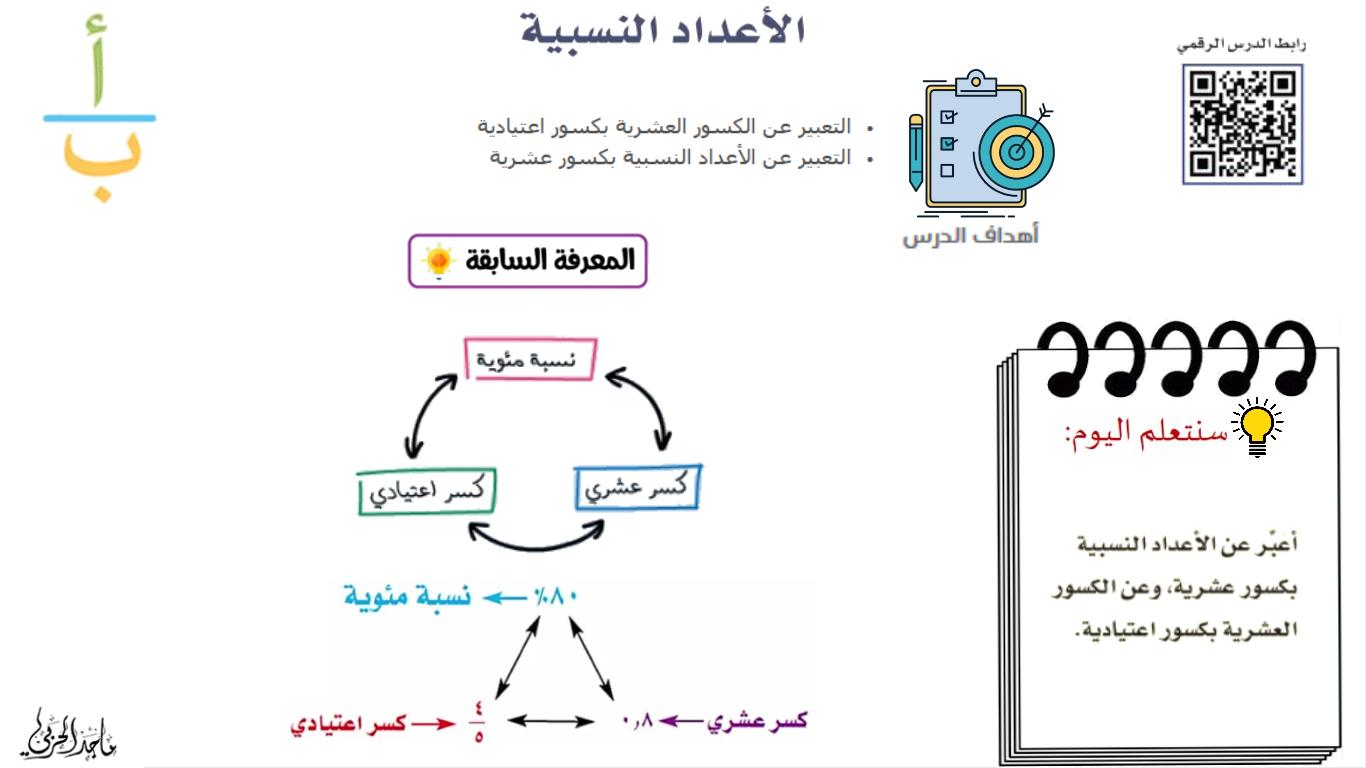 الأعداد النسبية
رابط الدرس الرقمي
أ
ب
• التعبير عن الكسور العشرية بكسور اعتيادية
• التعبير عن الأعداد النسبية بكسور عشرية
أهداف الدرس
المعرفة السابقة
نسبة مئوية
كسر عشري
كسر اعتيادي
سنتعلم اليوم:
أعبّر عن الأعداد النسبية
بكسور عشرية، وعن الكسور
العشرية بكسور اعتيادية.
٨٠٪ ← نسبة مئوية
كسر عشري ← ٠٫٨
٤
٥
كسر اعتيادي →